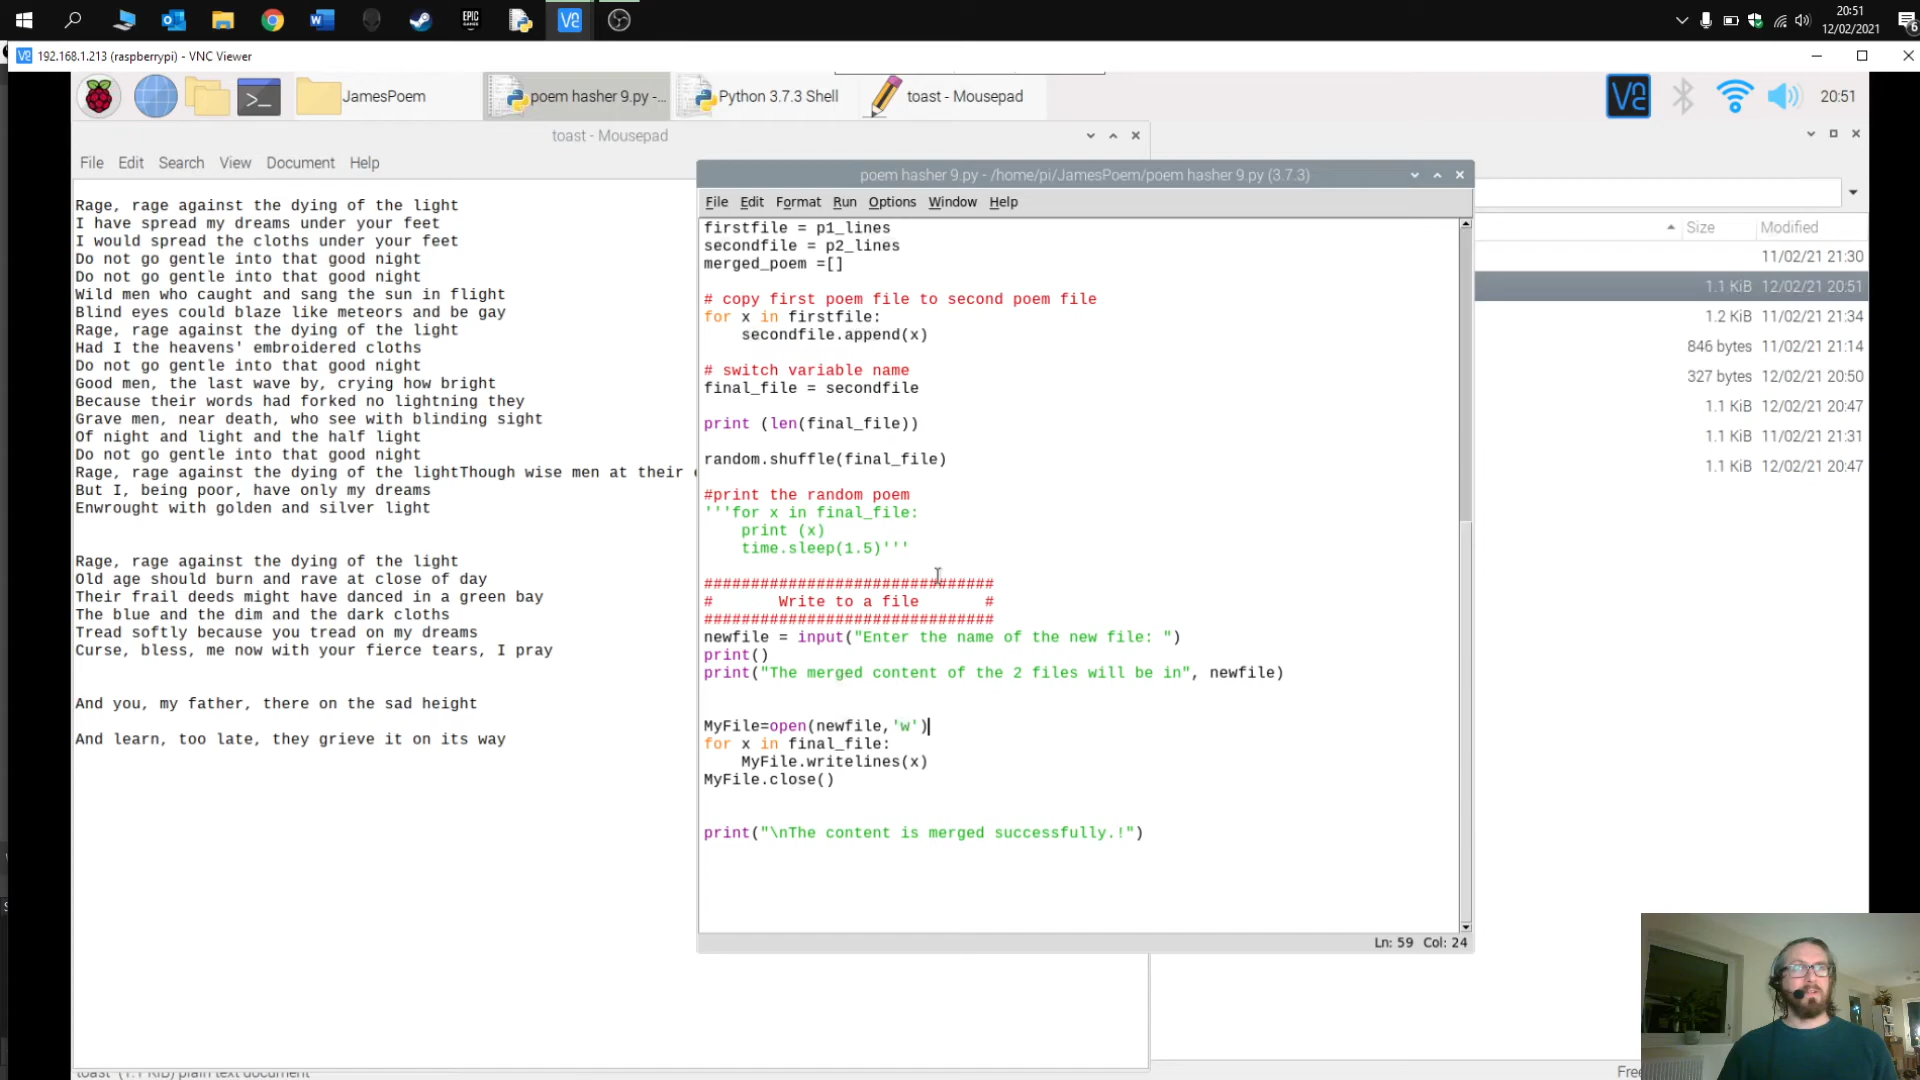 20:51
12/02/2021
6
192.168.1.213 (raspberrypi) - VNC Viewer
JamesPoem
poem hasher 9.py -...
Python 3.7.3 Shell
toast - Mousepad
20:51
toast - Mousepad
File Edit Search View Document Help
Rage, rage against the dying of the light
I have spread my dreams under your feet
I would spread the cloths under your feet
Do not go gentle into that good night
Do not go gentle into that good night
Wild men who caught and sang the sun in flight
Blind eyes could blaze like meteors and be gay
Rage, rage against the dying of the light
Had I the heavens' embroidered cloths
Do not go gentle into that good night
Good men, the last wave by, crying how bright
Because their words had forked no lightning they
Grave men, near death, who see with blinding sight
Of night and light and the half light
Do not go gentle into that good night
Rage, rage against the dying of the lightThough wise men at their
But I, being poor, have only my dreams
Enwrought with golden and silver light
Rage, rage against the dying of the light
Old age should burn and rave at close of day
Their frail deeds might have danced in a green bay
The blue and the dim and the dark cloths
Tread softly because you tread on my dreams
Curse, bless, me now with your fierce tears, I pray
And you, my father, there on the sad height
And learn, too late, they grieve it on its way
poem hasher 9.py - /home/pi/JamesPoem/poem hasher 9.py (3.7.3)
File Edit Format Run Options Window Help
firstfile = p1_lines
secondfile = p2_lines
merged_poem =[]
# copy first poem file to second poem file
for x in firstfile:
    secondfile.append(x)
# switch variable name
final_file = secondfile
print (len(final_file))
random.shuffle(final_file)
#print the random poem
'''for x in final_file:
    print (x)
    time.sleep(1.5)'''
###############################
#       Write to a file       #
###############################
newfile = input("Enter the name of the new file: ")
print()
print("The merged content of the 2 files will be in", newfile)
MyFile=open(newfile,'w')
for x in final_file:
    MyFile.writelines(x)
MyFile.close()
print("\nThe content is merged successfully.!")
Ln: 59 Col: 24
Size Modified
11/02/21 21:30
1.1 KiB 12/02/21 20:51
1.2 KiB 11/02/21 21:34
846 bytes 11/02/21 21:14
327 bytes 12/02/21 20:50
1.1 KiB 12/02/21 20:47
1.1 KiB 11/02/21 21:31
1.1 KiB 12/02/21 20:47